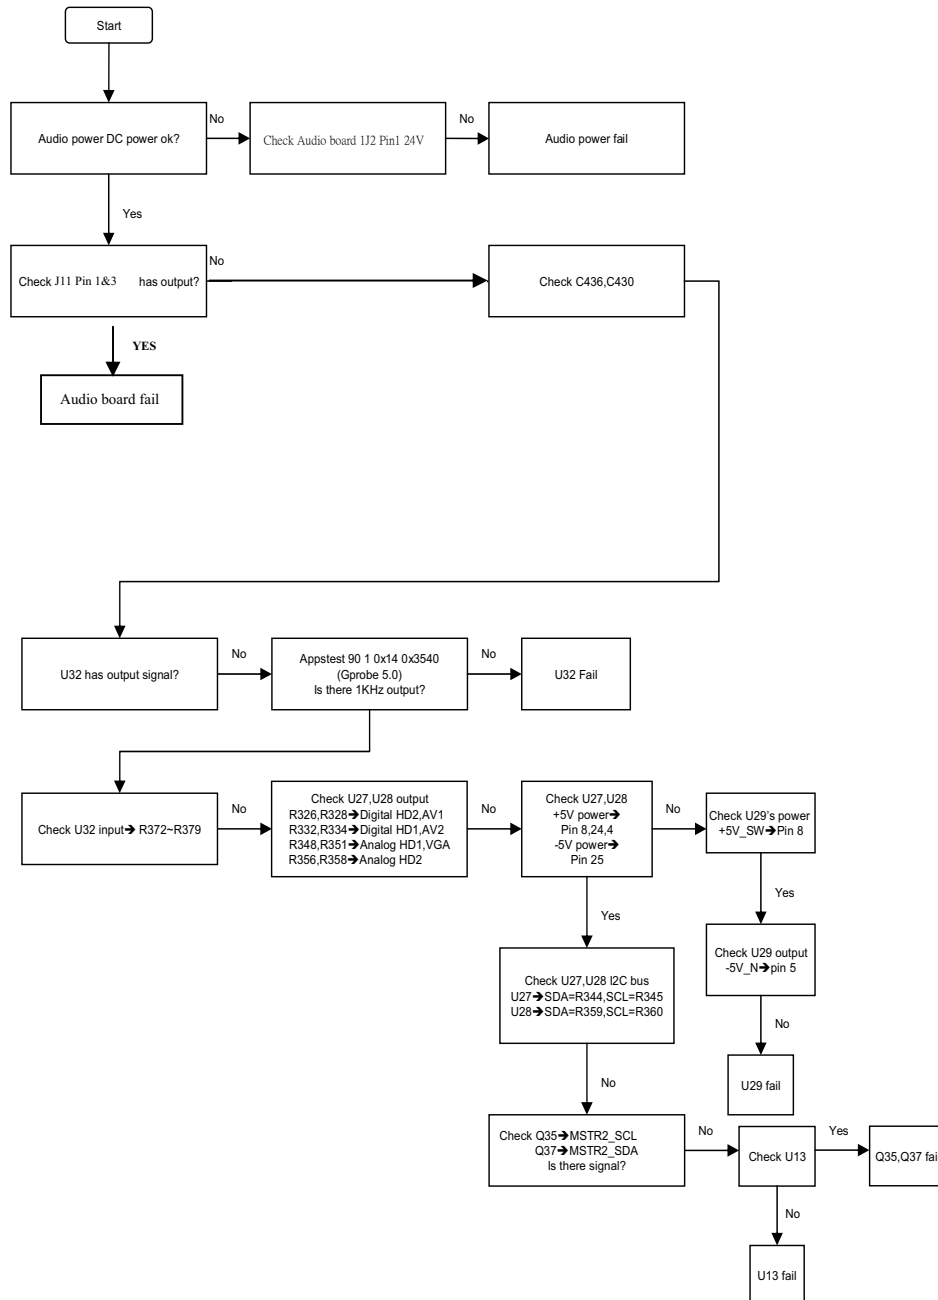 Start
Audio power DC power ok?
No
Check Audio board 1J2 Pin1 24V
No
Audio power fail
Yes
Check J11 Pin 1&3 has output?
No
Check C436,C430
YES
Audio board fail
U32 has output signal?
No
Appstest 90 1 0x14 0x3540
(Gprobe 5.0)
Is there 1KHz output?
No
U32 Fail
Check U32 input➔ R372~R379
No
Check U27,U28 output
R326,R328➔Digital HD2,AV1
R332,R334➔Digital HD1,AV2
R348,R351➔Analog HD1,VGA
R356,R358➔Analog HD2
No
Check U27,U28
+5V power➔
Pin 8,24,4
-5V power➔
Pin 25
No
Check U29's power
+5V_SW➔Pin 8
Yes
Yes
Check U29 output
-5V_N➔pin 5
Check U27,U28 I2C bus
U27➔SDA=R344,SCL=R345
U28➔SDA=R359,SCL=R360
No
U29 fail
No
Check Q35➔MSTR2_SCL
Q37➔MSTR2_SDA
Is there signal?
No
Check U13
Yes
Q35,Q37 fail
No
U13 fail